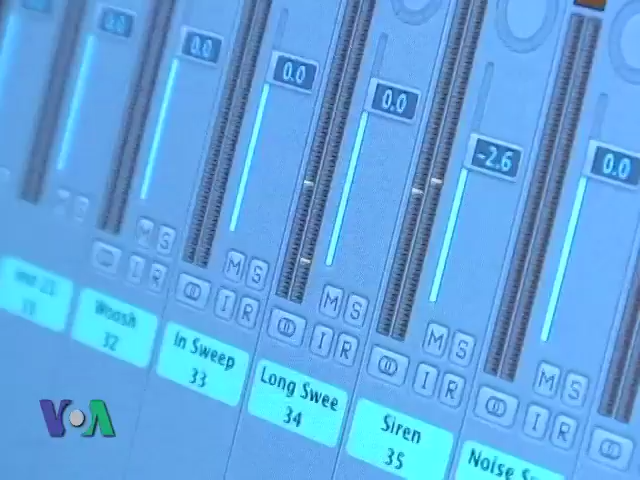 0.0
0.0
0.0
0.0
-2.6
0.0
M S
M S
M S
M S
M S
M S
I R
I R
I R
I R
I R
I R
Woosh
32
In Sweep
33
Long Swee
34
Siren
35
Noise
VOA